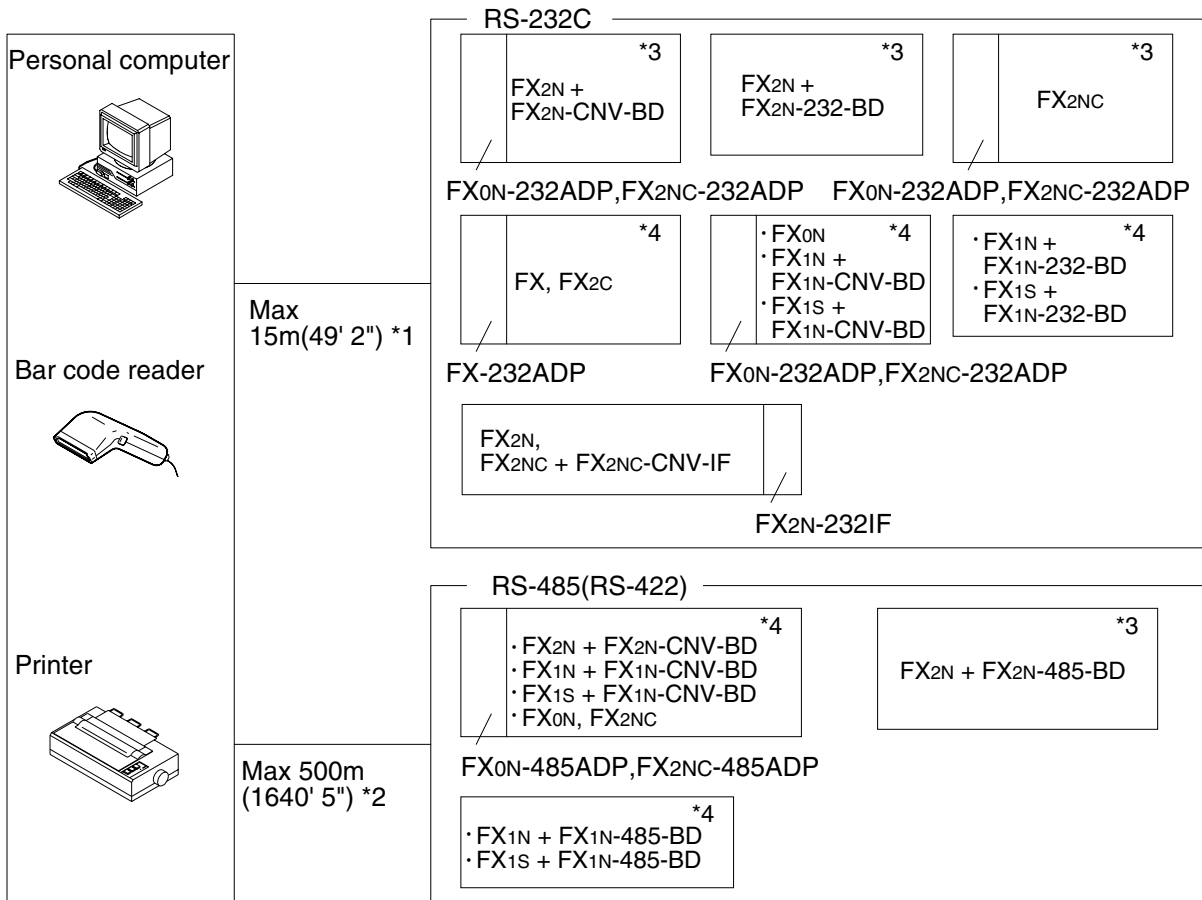 Personal computer
Bar code reader
Printer
Max
15m(49' 2") *1
Max 500m
(1640' 5") *2
RS-232C
*3
FX2N +
FX2N-CNV-BD
FX0N-232ADP,FX2NC-232ADP
*3
FX2N +
FX2N-232-BD
*3
FX2NC
FX0N-232ADP,FX2NC-232ADP
*4
FX, FX2C
FX-232ADP
·FX0N *4
·FX1N +
FX1N-CNV-BD
·FX1S +
FX1N-CNV-BD
FX0N-232ADP,FX2NC-232ADP
·FX1N + *4
FX1N-232-BD
·FX1S +
FX1N-232-BD
FX2N,
FX2NC + FX2NC-CNV-IF
FX2N-232IF
RS-485(RS-422)
*4
·FX2N + FX2N-CNV-BD
·FX1N + FX1N-CNV-BD
·FX1S + FX1N-CNV-BD
·FX0N, FX2NC
FX0N-485ADP,FX2NC-485ADP
*3
FX2N + FX2N-485-BD
*4
·FX1N + FX1N-485-BD
·FX1S + FX1N-485-BD